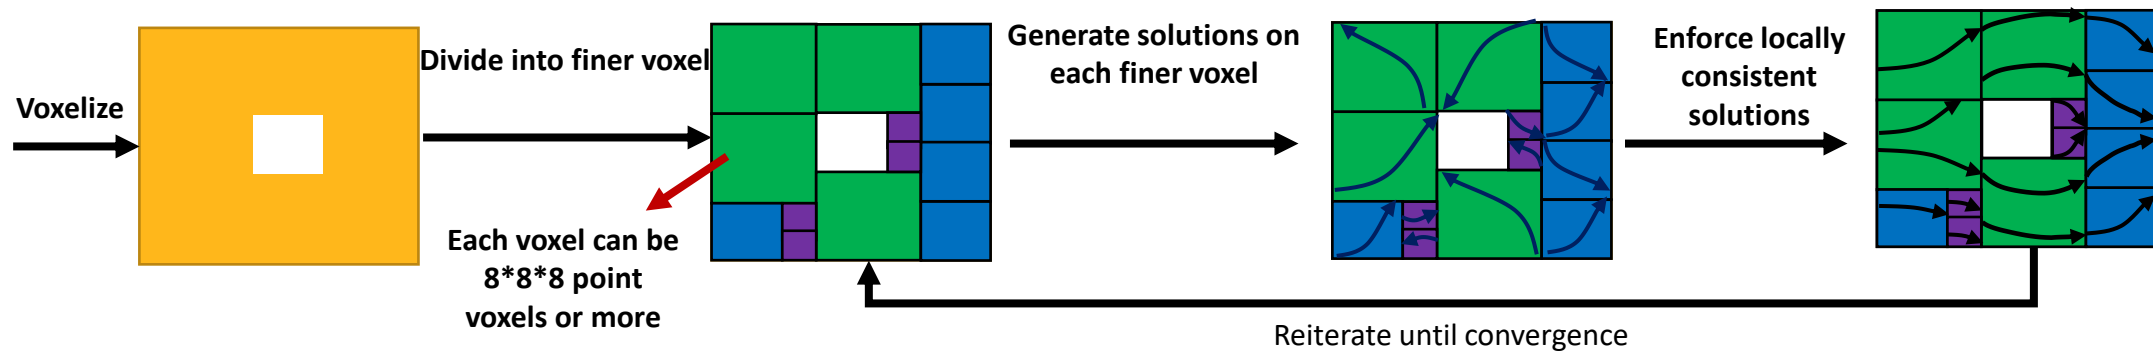 Voxelize
Divide into finer voxel
Each voxel can be
8*8*8 point
voxels or more
Generate solutions on
each finer voxel
Enforce locally
consistent
solutions
Reiterate until convergence